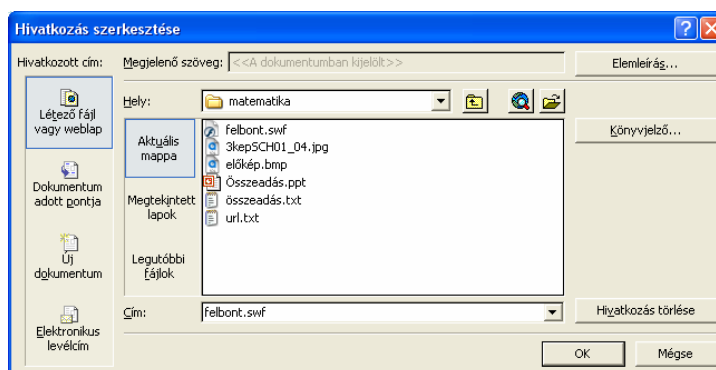 Hivatkozás szerkesztése
Hivatkozott cím:
Megjelenő szöveg: <<A dokumentumban kijelölt>>
Elemleírás...
Létező fájl
vagy weblap
Hely:
matematika
Aktuális
mappa
felbont.swf
3kepSCH01_04.jpg
előkép.bmp
Összeadás.ppt
összeadás.txt
url.txt
Könyvjelző...
Dokumentum
adott pontja
Megtekintett
lapok
Új
dokumentum
Legutóbbi
fájlok
Elektronikus
levélcím
Cím:
felbont.swf
Hivatkozás törlése
OK
Mégse